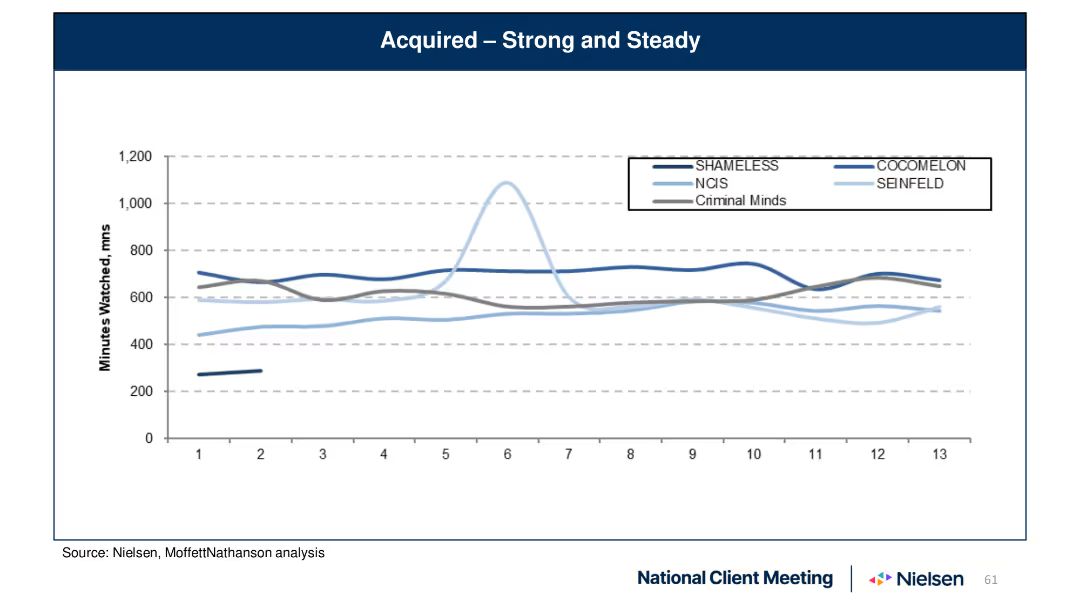 Acquired – Strong and Steady
Minutes Watched, mns
1,200
1,000
800
600
400
200
0
SHAMELESS COCOMELON
NCIS SEINFELD
Criminal Minds
1 2 3 4 5 6 7 8 9 10 11 12 13
Source: Nielsen, MoffettNathanson analysis
National Client Meeting Nielsen 61